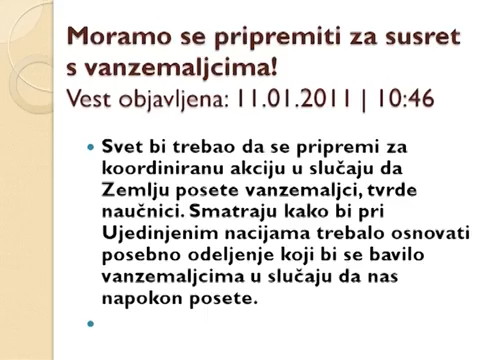 Moramo se pripremiti za susret
s vanzemaljcima!
Vest objavljena: 11.01.2011 | 10:46
Svet bi trebao da se pripremi za
koordiniranu akciju u slučaju da
Zemlju posete vanzemaljci, tvrde
naučnici. Smatraju kako bi pri
Ujedinjenim nacijama trebalo osnovati
posebno odeljenje koji bi se bavilo
vanzemaljcima u slučaju da nas
napokon posete.